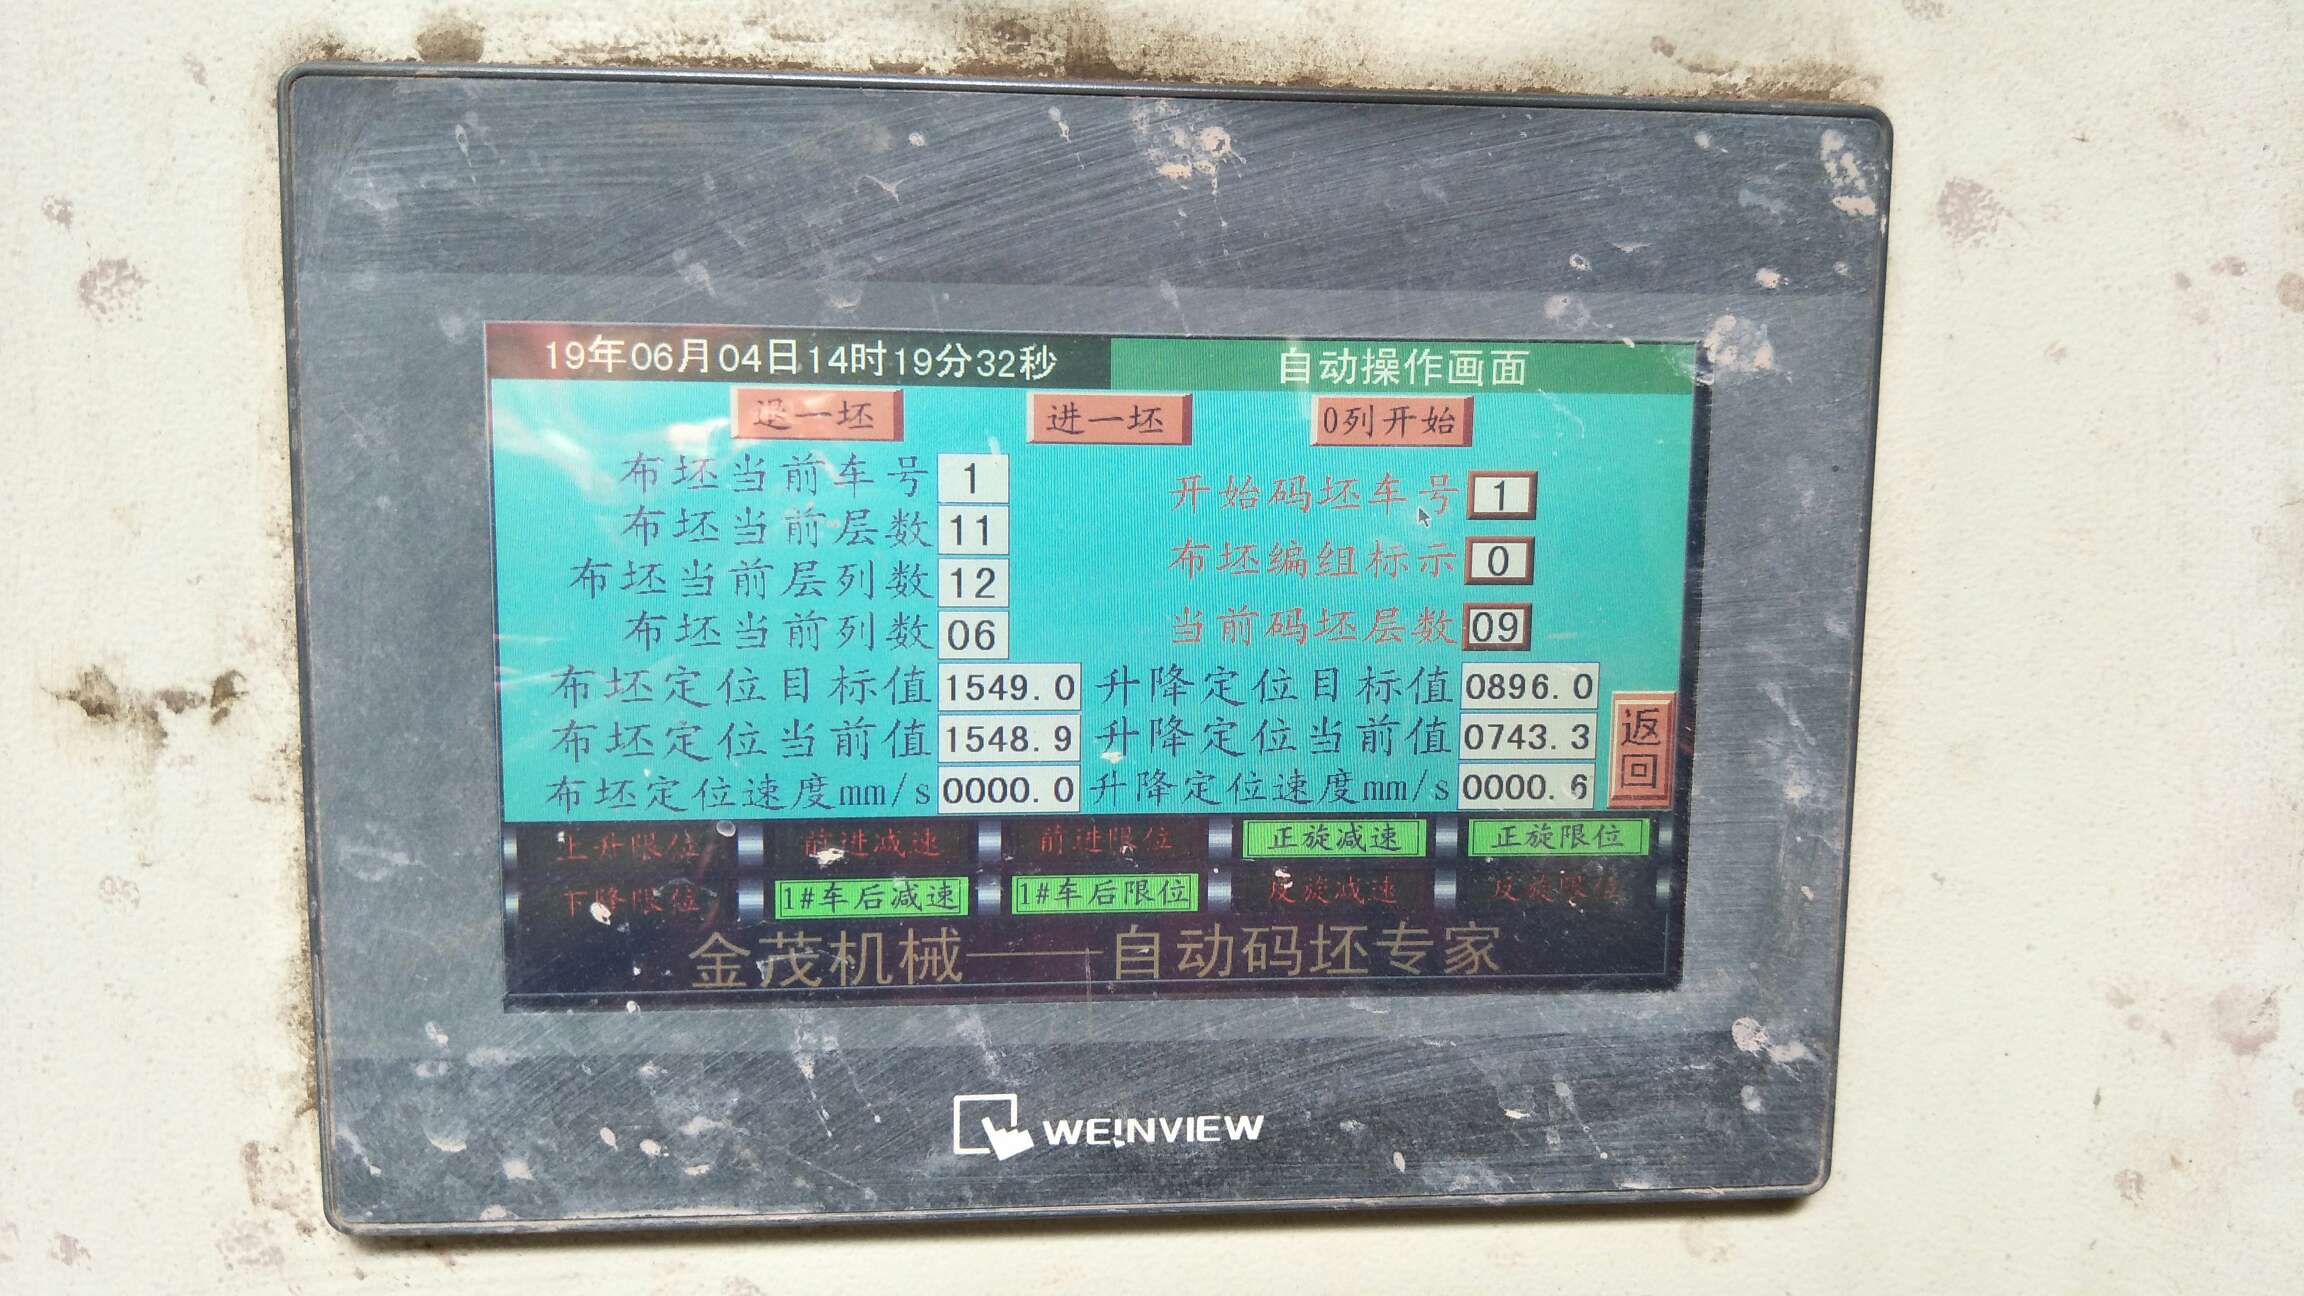 19年06月04日14时19分32秒 自动操作画面
退一坯 进一坯 0列开始
布坯当前车号 1
开始码坯车号 1
布坯当前层数 11
布坯编组标示 0
布坯当前层列数 12
布坯当前列数 06
当前码坯层数 09
布坯定位目标值 1549.0 升降定位目标值 0896.0
布坯定位当前值 1548.9 升降定位当前值 0743.3
返回
布坯定位速度mm/s 0000.0 升降定位速度mm/s 0000.6
上升限位 前进减速 前进限位 正旋减速 正旋限位
下降限位 1#车后减速 1#车后限位 反旋减速 反旋限位
金茂机械——自动码坯专家
WEINVIEW